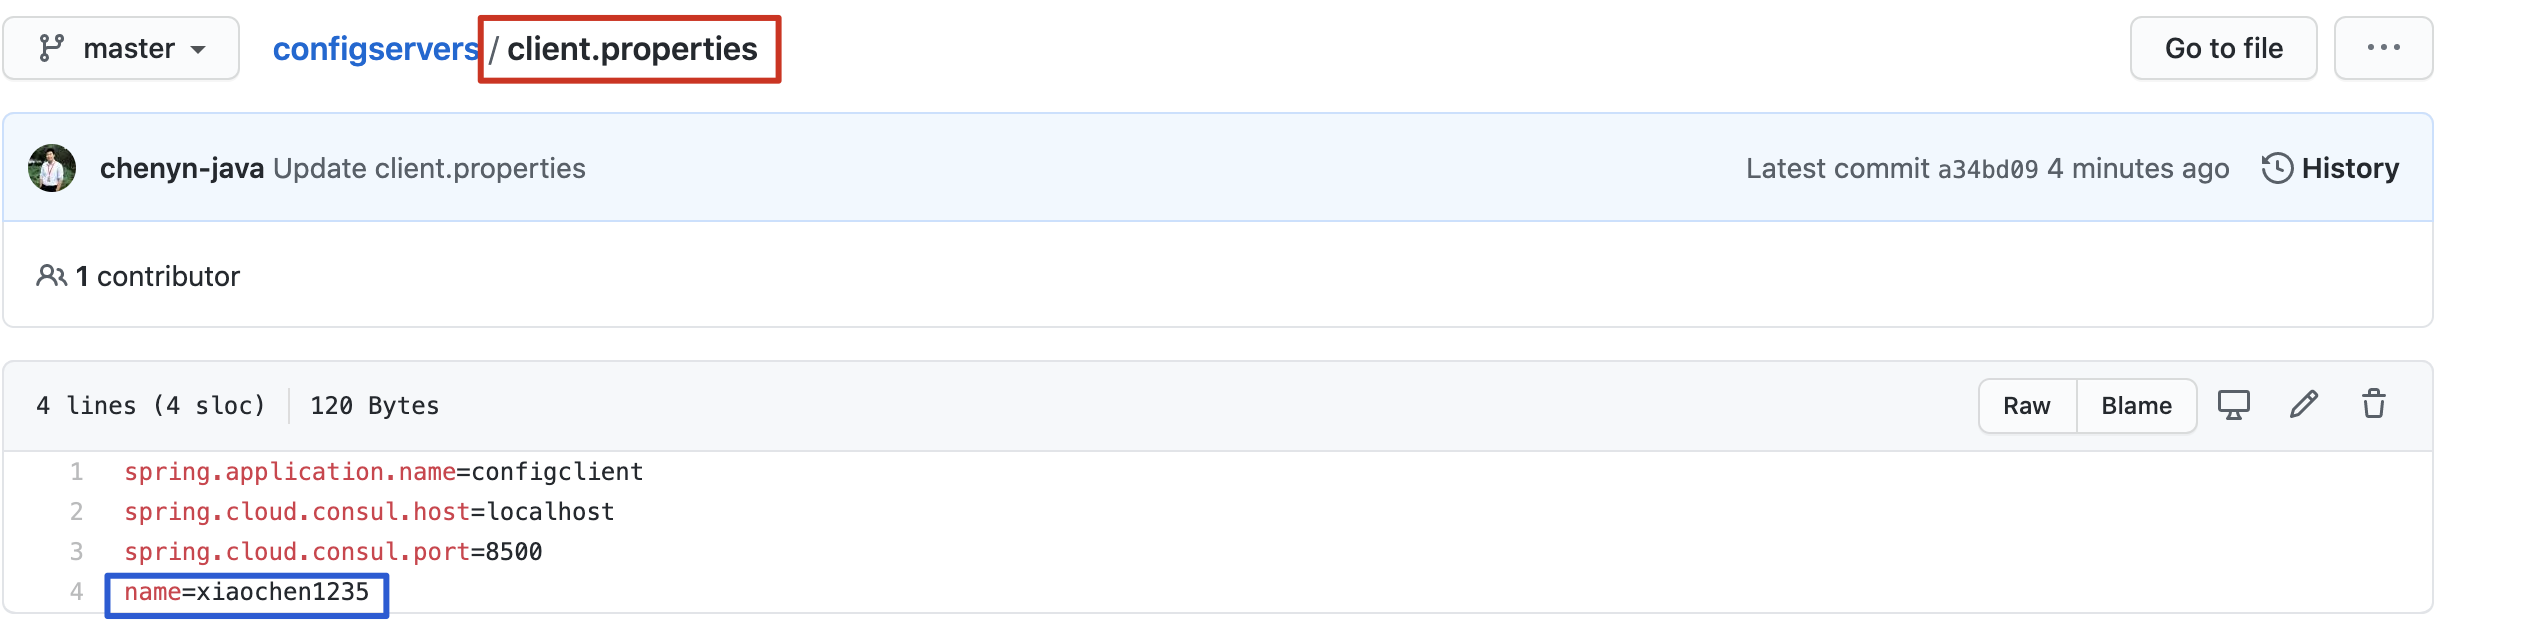 master configservers / client.properties Go to file ...
chenyn-java Update client.properties Latest commit a34bd09 4 minutes ago History
1 contributor
4 lines (4 sloc) 120 Bytes Raw Blame
1 spring.application.name=configclient
2 spring.cloud.consul.host=localhost
3 spring.cloud.consul.port=8500
4 name=xiaochen1235